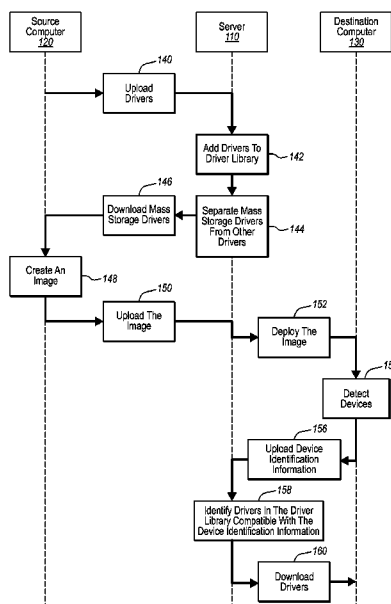 Source
Computer
120
Server
110
Destination
Computer
130
140
Upload
Drivers
Add Drivers To
Driver Library
142
146
Download Mass
Storage Drivers
Separate Mass
Storage Drivers
From Other
Drivers
144
Create An
Image
148
150
Upload The
Image
152
Deploy The
Image
Detect
Devices
156
Upload Device
Identification
Information
158
Identify Drivers In The Driver
Library Compatible With The
Device Identification Information
160
Download
Drivers